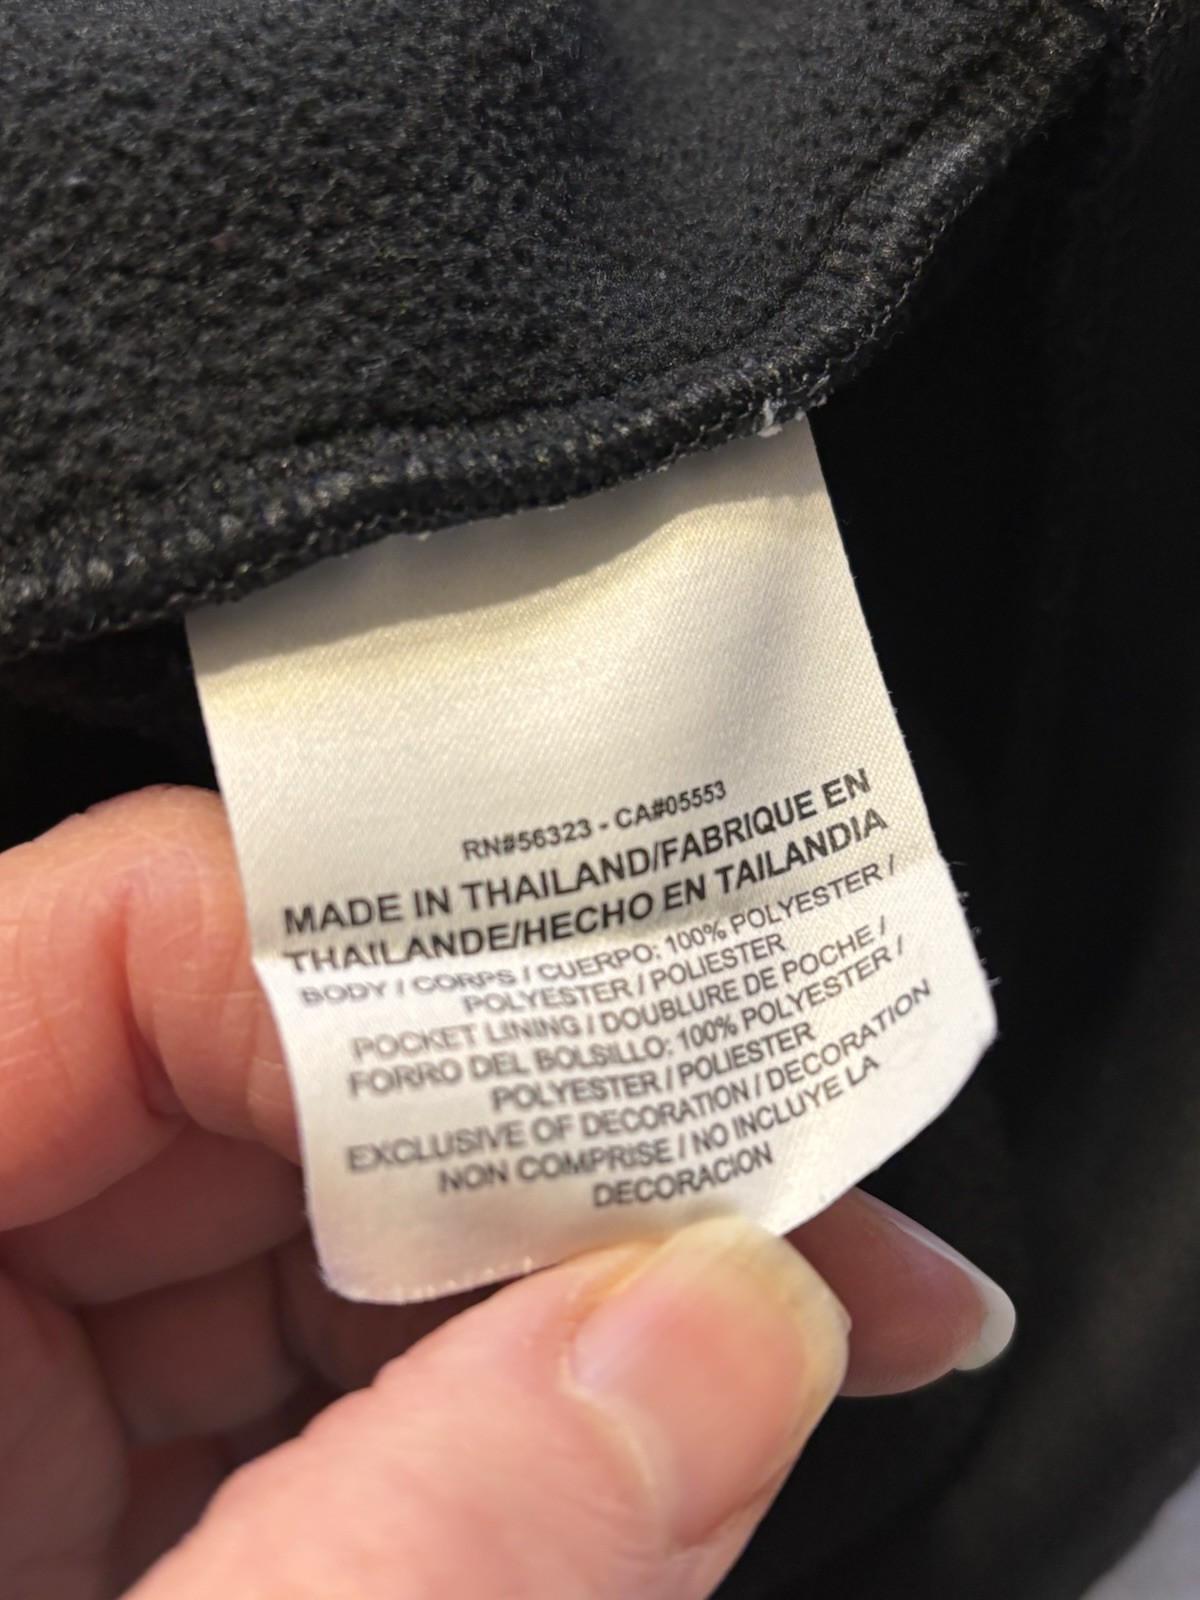 RN#56323 - CA#05553
MADE IN THAILAND/FABRIQUE EN
THAILANDE/HECHO EN TAILANDIA
BODY / CORPS / CUERPO: 100% POLYESTER /
POLYESTER / POLIESTER
POCKET LINING / DOUBLURE DE POCHE /
FORRO DEL BOLSILLO: 100% POLYESTER /
POLYESTER / POLIESTER
EXCLUSIVE OF DECORATION / DECORATION
NON COMPRISE / NO INCLUYE LA
DECORACION